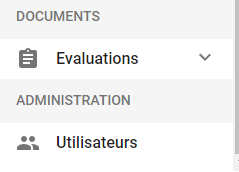 DOCUMENTS
Evaluations
ADMINISTRATION
Utilisateurs